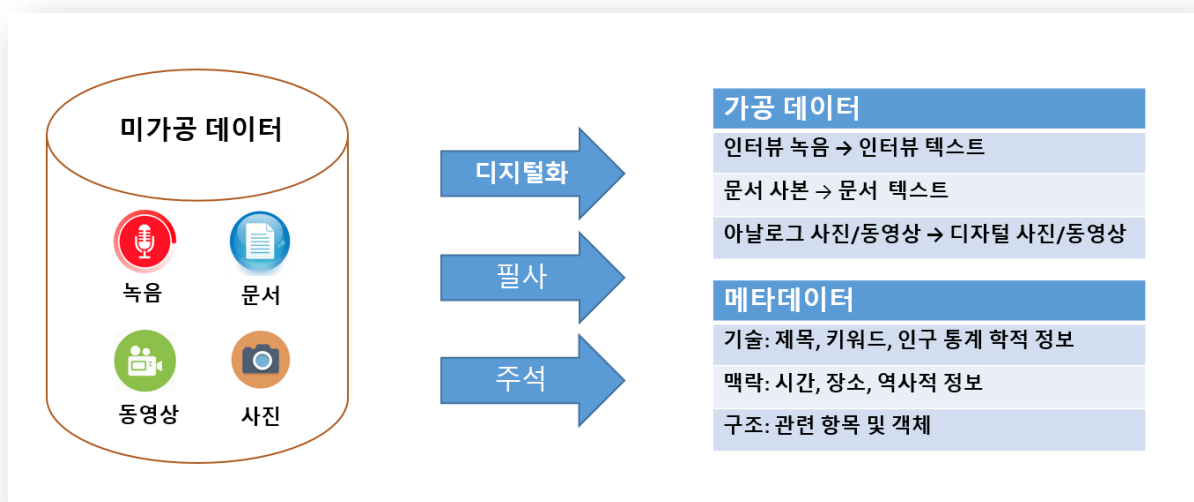 미가공 데이터
녹음
문서
동영상
사진
디지털화
필사
주석
가공 데이터
인터뷰 녹음 → 인터뷰 텍스트
문서 사본 → 문서 텍스트
아날로그 사진/동영상 → 디자털 사진/동영상
메타데이터
기술: 제목, 키워드, 인구 통계 학적 정보
맥락: 시간, 장소, 역사적 정보
구조: 관련 항목 및 객체